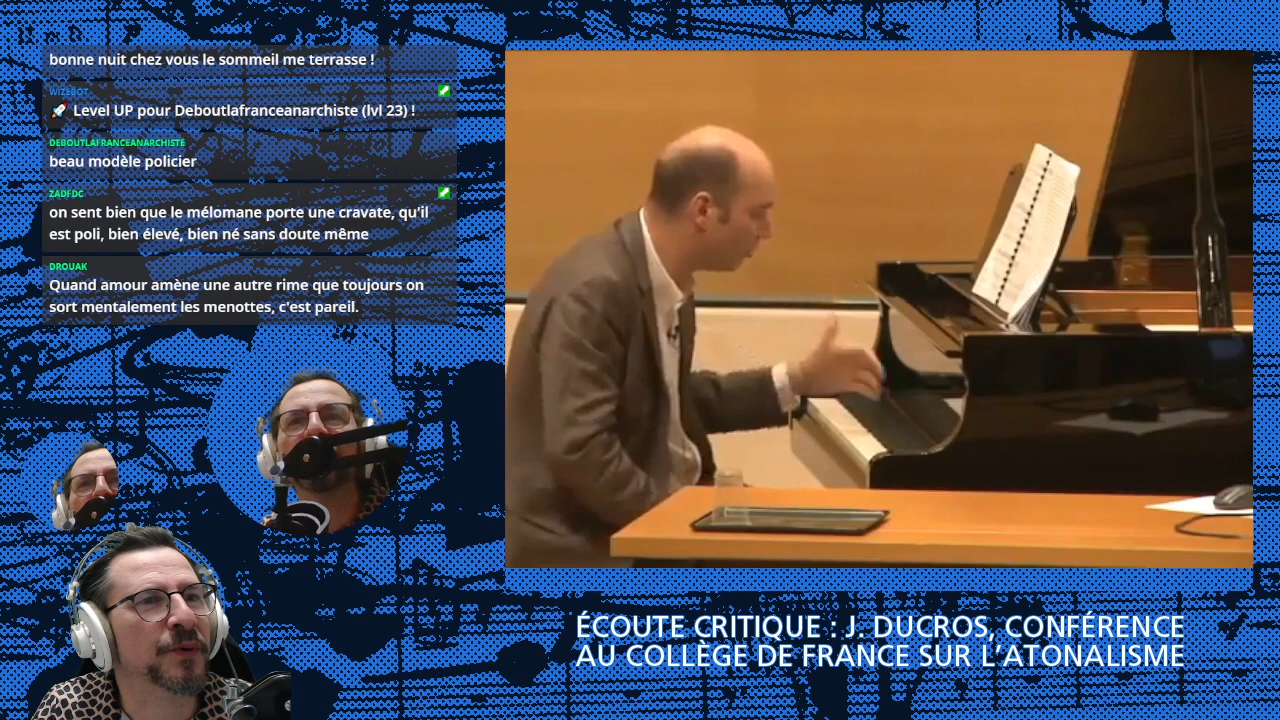 bonne nuit chez vous le sommeil me terrasse !
WIZEBOT
🚀 Level UP pour Deboutlafranceanarchiste (lvl 23) !
DEBOUTLAFRANCEANARCHISTE
beau modèle policier
ZADFDC
on sent bien que le mélomane porte une cravate, qu'il
est poli, bien élevé, bien né sans doute même
DROUAK
Quand amour amène une autre rime que toujours on
sort mentalement les menottes, c'est pareil.
ÉCOUTE CRITIQUE : J. DUCROS, CONFÉRENCE
AU COLLÈGE DE FRANCE SUR L'ATONALISME